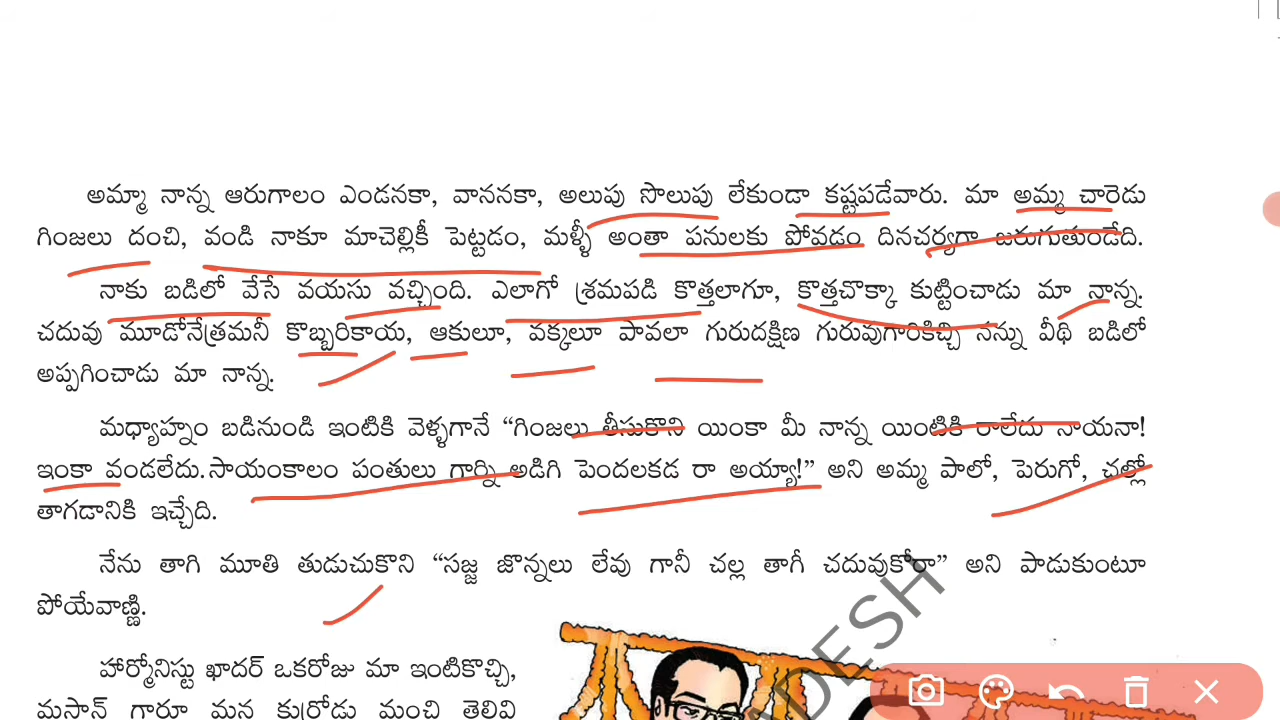 అమ్మా నాన్న ఆరుగాలం ఎండనకా, వాననకా, అలుపు సొలుపు లేకుండా కష్టపడేవారు. మా అమ్మ చారెడు
గింజలు దంచి, వండి నాకూ మాచెల్లికీ పెట్టడం, మళ్ళీ అంతా పనులకు పోవడం దినచర్యగా జరుగుతుండేది.
నాకు బడిలో వేసే వయసు వచ్చింది. ఎలాగో శ్రమపడి కొత్తలాగూ, కొత్తచొక్కా కుట్టించాడు మా నాన్న.
చదువు మూడోనేత్రమనీ కొబ్బరికాయ, ఆకులూ, వక్కలూ పావలా గురుదక్షిణ గురువుగారికిచ్చి నన్ను వీథి బడిలో
అప్పగించాడు మా నాన్న.
మధ్యాహ్నం బడినుండి ఇంటికి వెళ్ళగానే “గింజలు తీసుకొని యింకా మీ నాన్న యింటికి రాలేదు నాయనా!
ఇంకా వండలేదు.సాయంకాలం పంతులు గార్ని అడిగి పెందలకడ రా అయ్యా!” అని అమ్మ పాలో, పెరుగో, చల్లో
తాగడానికి ఇచ్చేది.
నేను తాగి మూతి తుడుచుకొని “సజ్జ జొన్నలు లేవు గానీ చల్ల తాగీ చదువుకోరా” అని పాడుకుంటూ
పోయేవాణ్ణి.
హార్మోనిస్టు ఖాదర్ ఒకరోజు మా ఇంటికొచ్చి,
మస్తాన్ గారూ మన కుర్రోడు మంచి తెలివి
ADESH